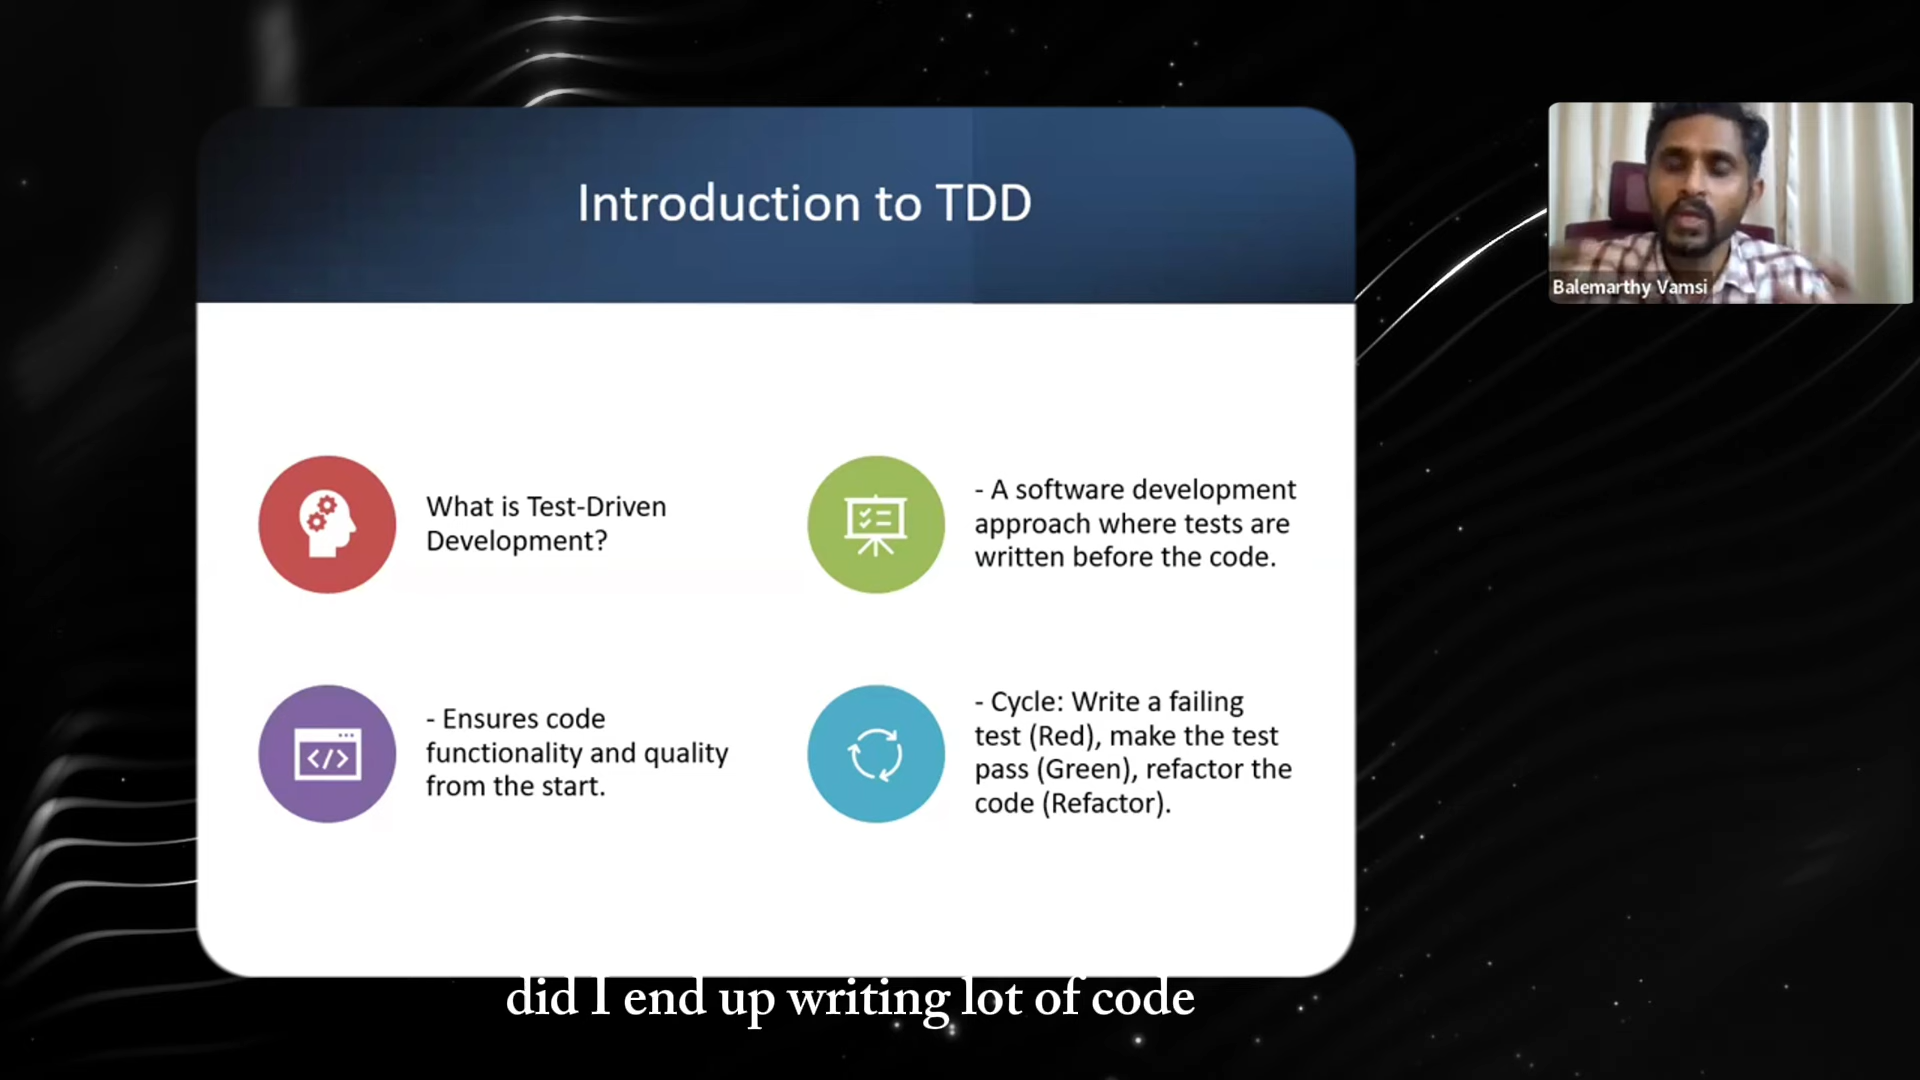 Introduction to TDD
Balemarthy Vamsi
What is Test-Driven
Development?
- A software development
approach where tests are
written before the code.
- Ensures code
functionality and quality
from the start.
- Cycle: Write a failing
test (Red), make the test
pass (Green), refactor the
code (Refactor).
did I end up writing lot of code